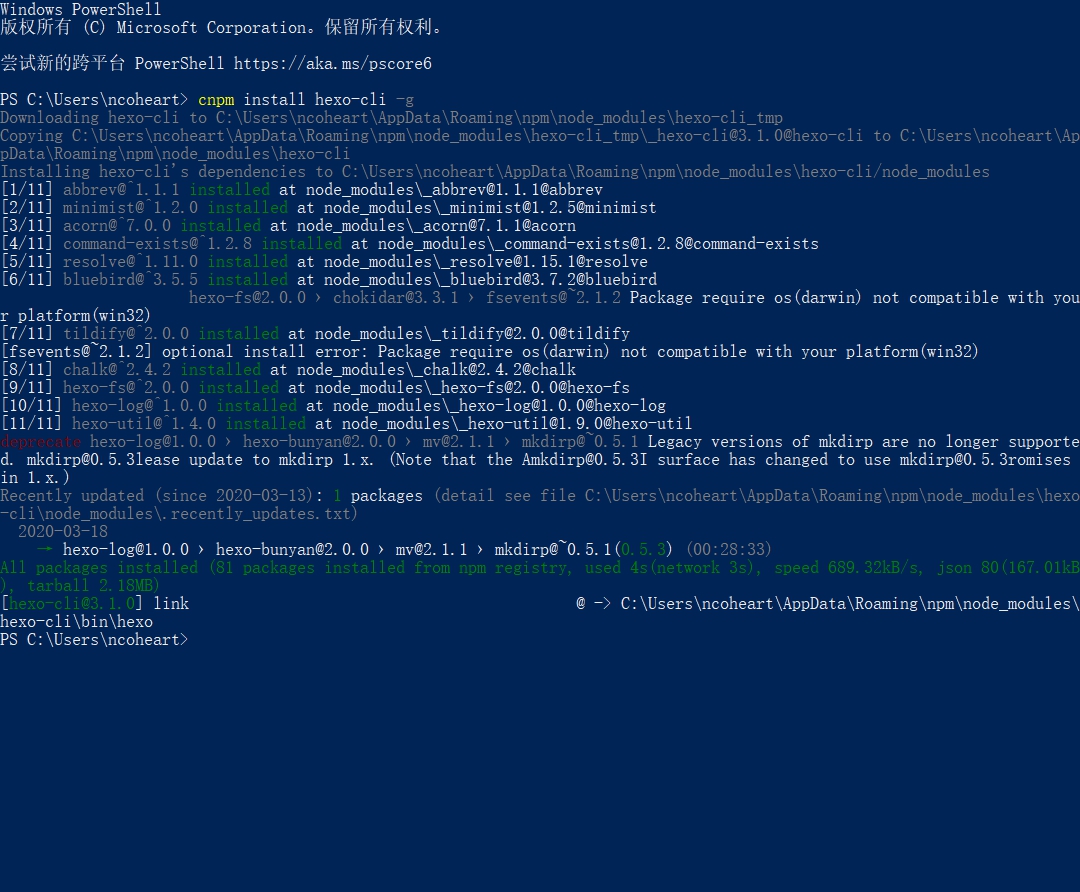 Windows PowerShell
版权所有 (C) Microsoft Corporation。保留所有权利。
尝试新的跨平台 PowerShell https://aka.ms/pscore6
PS C:\Users\ncoheart> cnpm install hexo-cli -g
Downloading hexo-cli to C:\Users\ncoheart\AppData\Roaming\npm\node_modules\hexo-cli_tmp
Copying C:\Users\ncoheart\AppData\Roaming\npm\node_modules\hexo-cli_tmp\_hexo-cli@3.1.0@hexo-cli to C:\Users\ncoheart\Ap
pData\Roaming\npm\node_modules\hexo-cli
Installing hexo-cli's dependencies to C:\Users\ncoheart\AppData\Roaming\npm\node_modules\hexo-cli/node_modules
[1/11] abbrev@^1.1.1 installed at node_modules\_abbrev@1.1.1@abbrev
[2/11] minimist@^1.2.0 installed at node_modules\_minimist@1.2.5@minimist
[3/11] acorn@^7.0.0 installed at node_modules\_acorn@7.1.1@acorn
[4/11] command-exists@^1.2.8 installed at node_modules\_command-exists@1.2.8@command-exists
[5/11] resolve@^1.11.0 installed at node_modules\_resolve@1.15.1@resolve
[6/11] bluebird@^3.5.5 installed at node_modules\_bluebird@3.7.2@bluebird
hexo-fs@2.0.0 › chokidar@3.3.1 › fsevents@~2.1.2 Package require os(darwin) not compatible with you
r platform(win32)
[7/11] tildify@^2.0.0 installed at node_modules\_tildify@2.0.0@tildify
[fsevents@~2.1.2] optional install error: Package require os(darwin) not compatible with your platform(win32)
[8/11] chalk@^2.4.2 installed at node_modules\_chalk@2.4.2@chalk
[9/11] hexo-fs@^2.0.0 installed at node_modules\_hexo-fs@2.0.0@hexo-fs
[10/11] hexo-log@^1.0.0 installed at node_modules\_hexo-log@1.0.0@hexo-log
[11/11] hexo-util@^1.4.0 installed at node_modules\_hexo-util@1.9.0@hexo-util
deprecate hexo-log@1.0.0 › hexo-bunyan@2.0.0 › mv@2.1.1 › mkdirp@~0.5.1 Legacy versions of mkdirp are no longer supporte
d. mkdirp@0.5.3lease update to mkdirp 1.x. (Note that the Amkdirp@0.5.3I surface has changed to use mkdirp@0.5.3romises
in 1.x.)
Recently updated (since 2020-03-13): 1 packages (detail see file C:\Users\ncoheart\AppData\Roaming\npm\node_modules\hexo
-cli\node_modules\.recently_updates.txt)
2020-03-18
→ hexo-log@1.0.0 › hexo-bunyan@2.0.0 › mv@2.1.1 › mkdirp@~0.5.1(0.5.3) (00:28:33)
All packages installed (81 packages installed from npm registry, used 4s(network 3s), speed 689.32kB/s, json 80(167.01kB
), tarball 2.18MB)
[hexo-cli@3.1.0] link @ -> C:\Users\ncoheart\AppData\Roaming\npm\node_modules\
hexo-cli\bin\hexo
PS C:\Users\ncoheart>